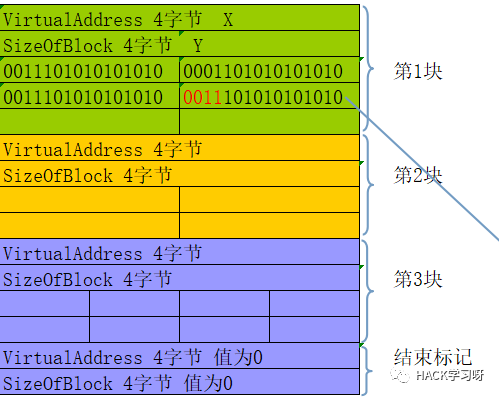 VirtualAddress 4字节  X
SizeOfBlock 4字节  Y
0011101010101010 0001101010101010
第1块
0011101010101010 0011101010101010
VirtualAddress 4字节
SizeOfBlock 4字节
第2块
VirtualAddress 4字节
SizeOfBlock 4字节
第3块
VirtualAddress 4字节 值为0
结束标记
SizeOfBlock 4字节 值为0
HACK学习呀